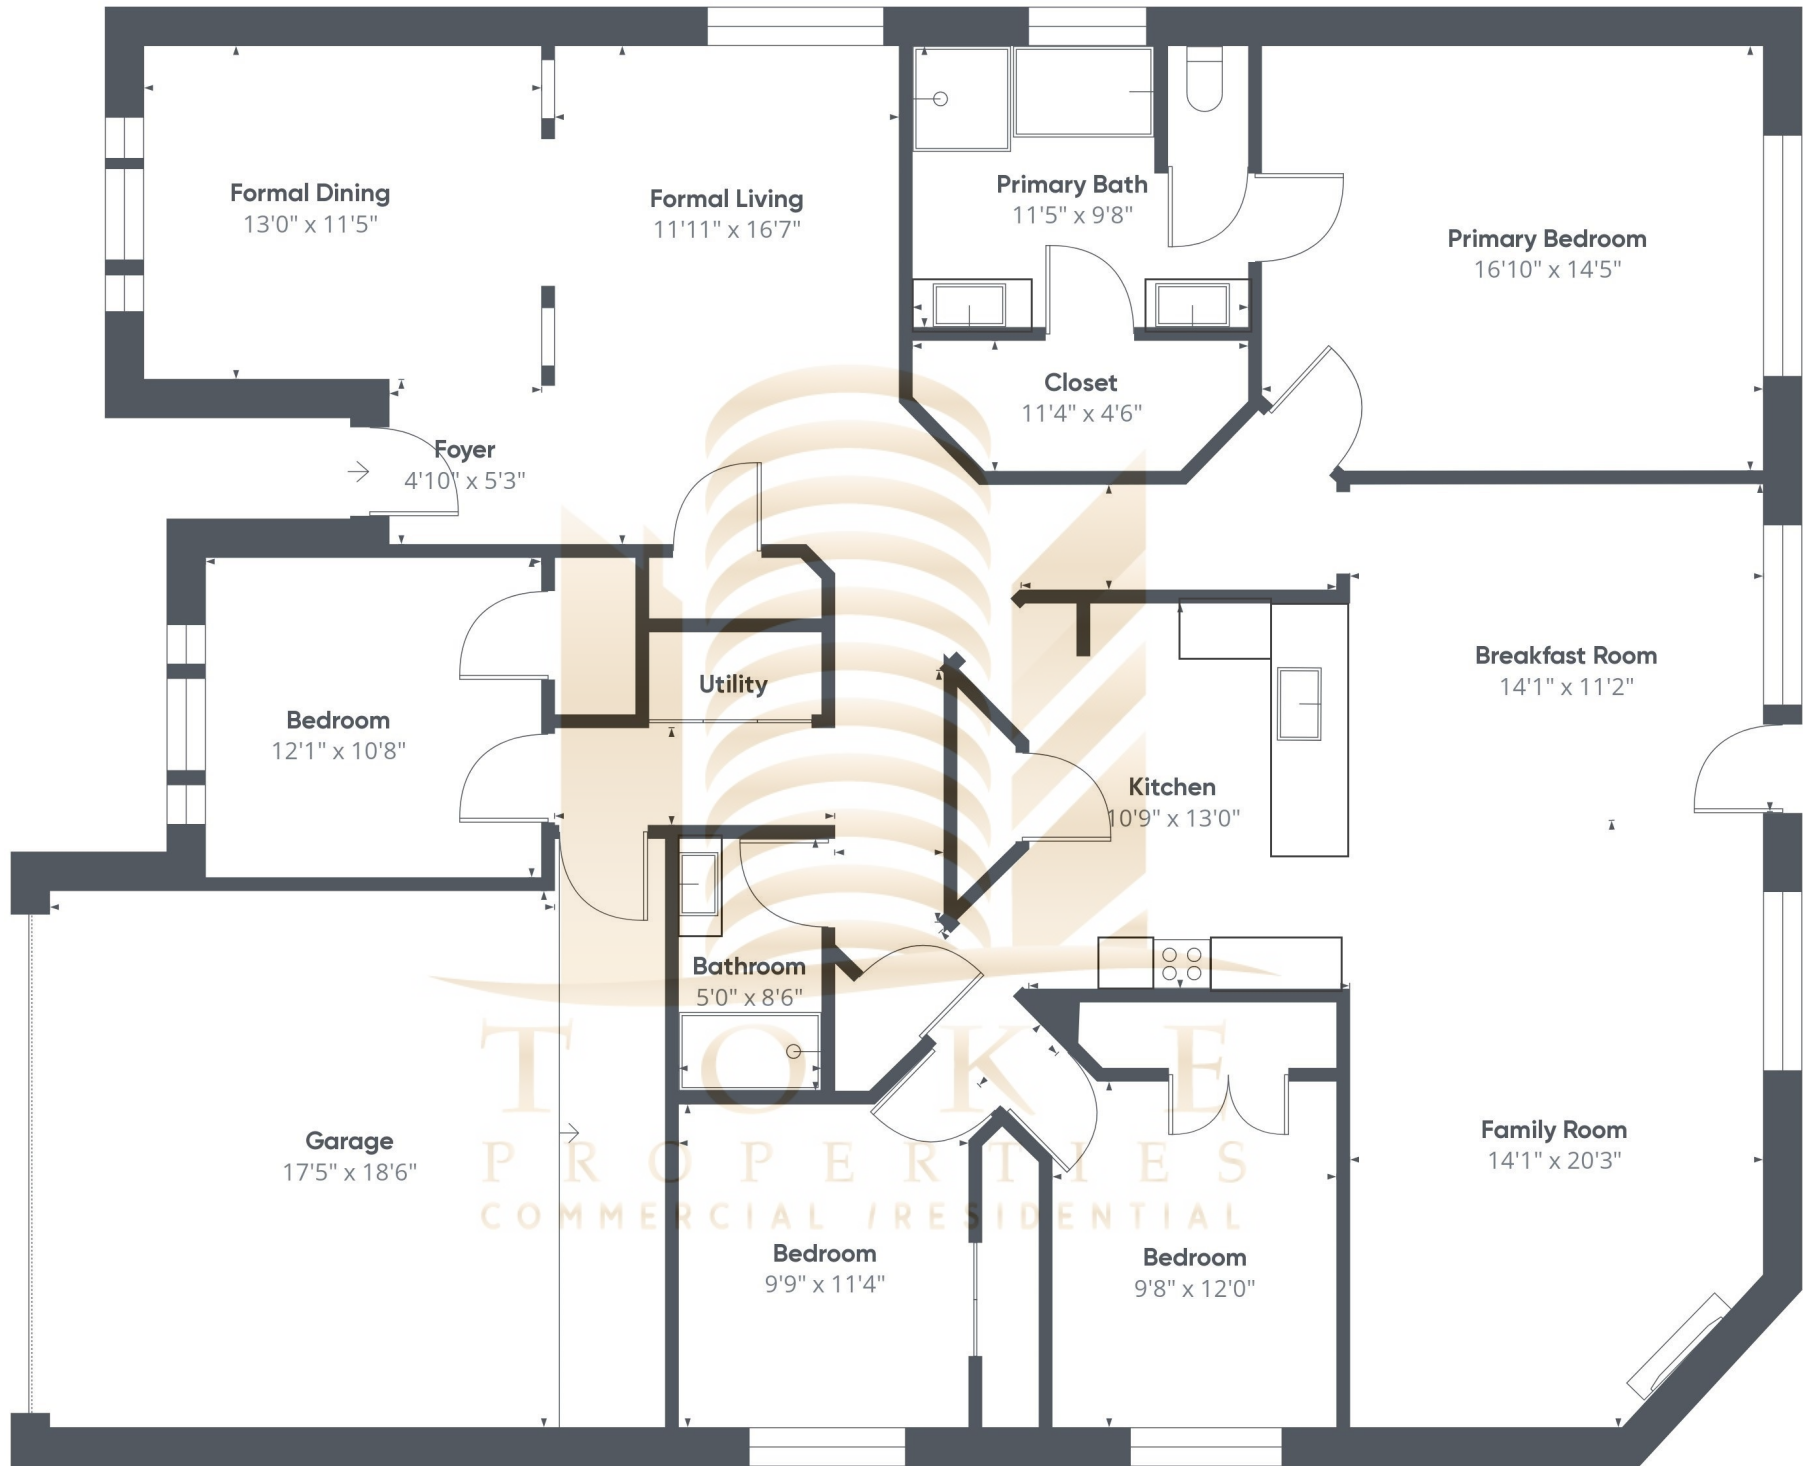 Formal Dining
13'0" x 11'5"
Formal Living
11'11" x 16'7"
Primary Bath
11'5" x 9'8"
Primary Bedroom
16'10" x 14'5"
Closet
11'4" x 4'6"
Foyer
4'10" x 5'3"
Utility
Bedroom
12'1" x 10'8"
Breakfast Room
14'1" x 11'2"
Kitchen
10'9" x 13'0"
Bathroom
5'0" x 8'6"
TOKE
PROPERTIES
COMMERCIAL /RESIDENTIAL
Garage
17'5" x 18'6"
Family Room
14'1" x 20'3"
Bedroom
9'9" x 11'4"
Bedroom
9'8" x 12'0"